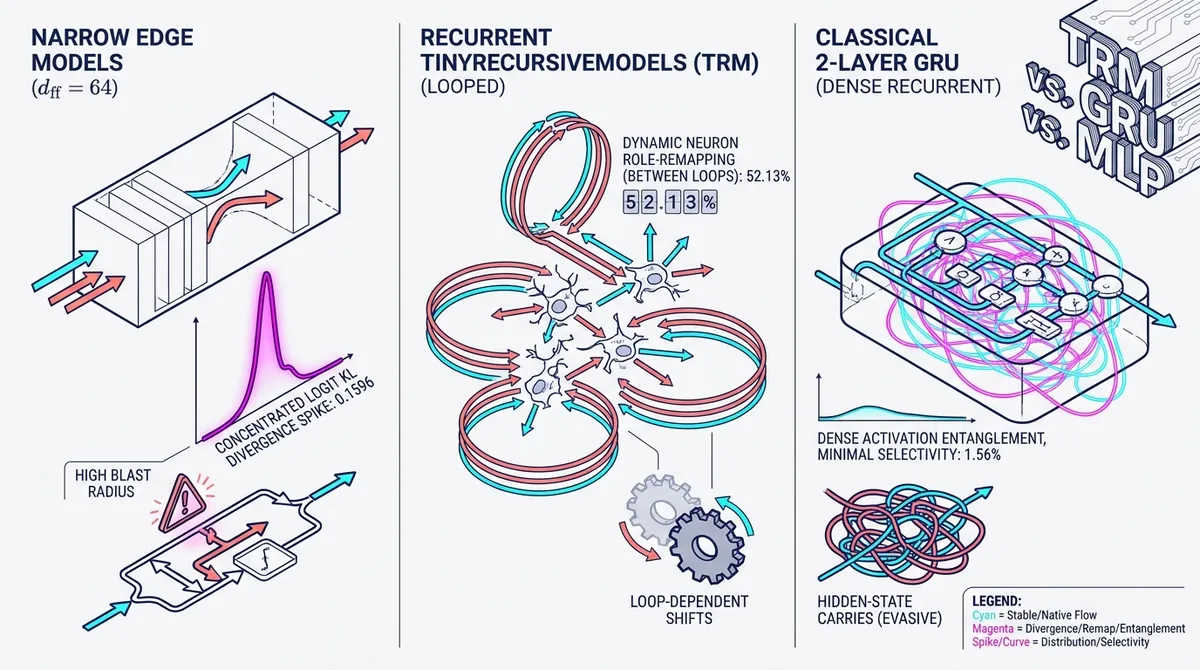 NARROW EDGE
MODELS
(d_ff = 64)
CONCENTRATED LOGIT KL
DIVERGENCE SPIKE: 0.1596
HIGH BLAST
RADIUS
!
∫
RECURRENT
TINYRECURSIVEMODELS (TRM)
(LOOPED)
DYNAMIC NEURON
ROLE-REMAPPING
(BETWEEN LOOPS): 52.13%
52.13%
LOOP-DEPENDENT
SHIFTS
CLASSICAL
2-LAYER GRU
(DENSE RECURRENT)
TRM
VS. GRU
VS. MLP
DENSE ACTIVATION ENTANGLEMENT,
MINIMAL SELECTIVITY: 1.56%
HIDDEN-STATE
CARRIES (EVASIVE)
LEGEND:
Cyan = Stable/Native Flow
Magenta = Divergence/Remap/Entanglement
Spike/Curve = Distribution/Selectivity